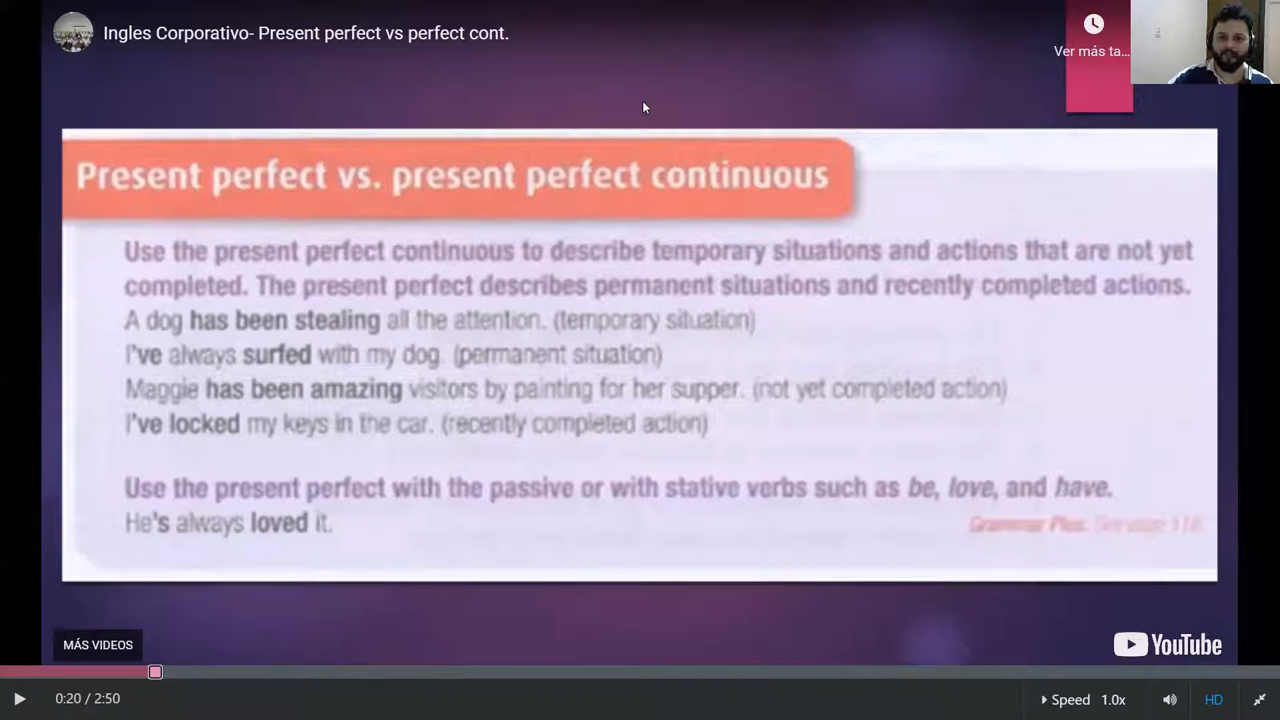 Ingles Corporativo- Present perfect vs perfect cont.
Ver más ta...
Present perfect vs. present perfect continuous
Use the present perfect continuous to describe temporary situations and actions that are not yet
completed. The present perfect describes permanent situations and recently completed actions.
A dog has been stealing all the attention. (temporary situation)
I've always surfed with my dog. (permanent situation)
Maggie has been amazing visitors by painting for her supper. (not yet completed action)
I've locked my keys in the car. (recently completed action)
Use the present perfect with the passive or with stative verbs such as be, love, and have.
He's always loved it.
Grammar Plus. See page 116
MÁS VIDEOS
YouTube
0:20 / 2:50
Speed 1.0x
HD